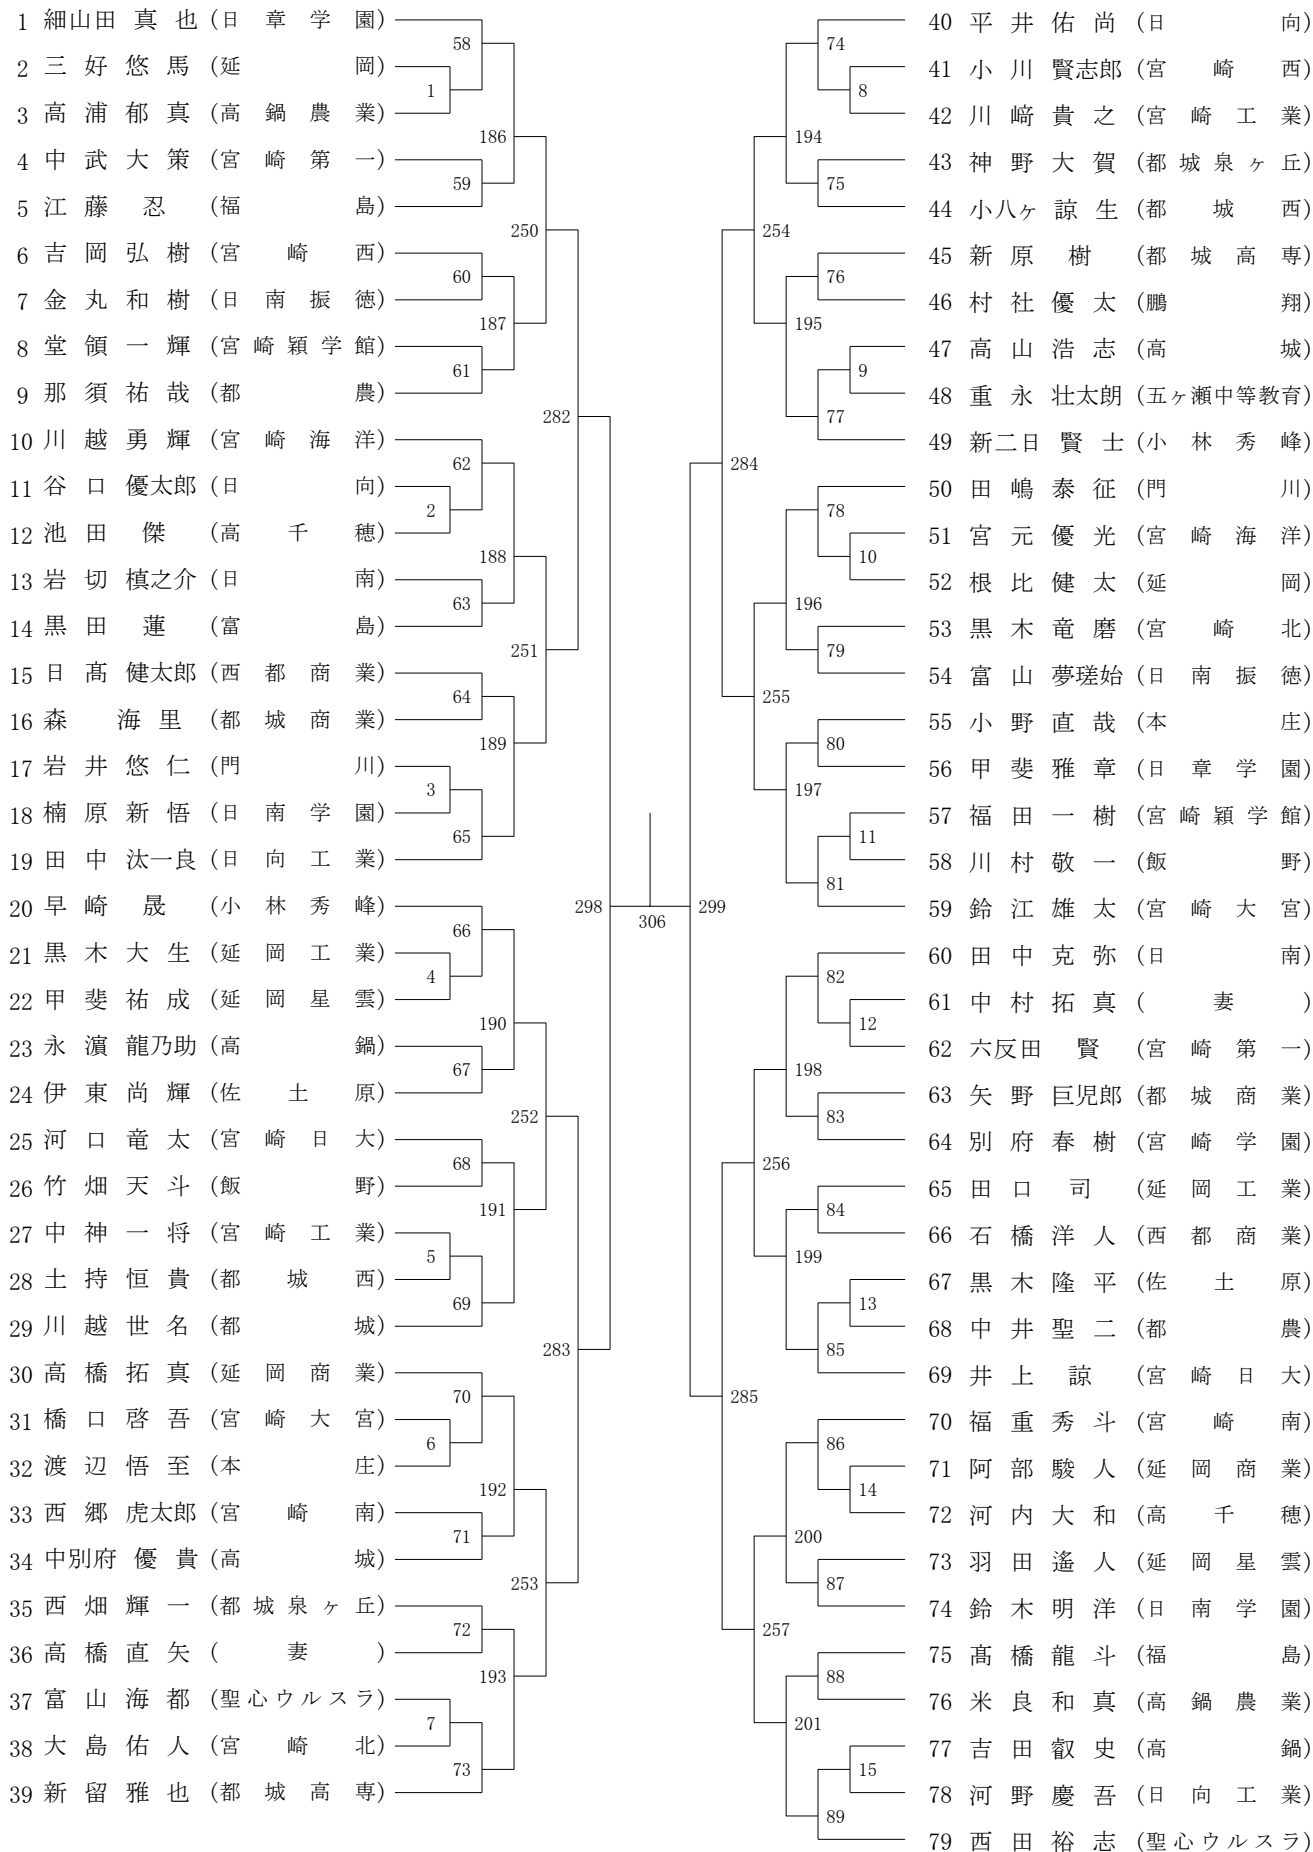 1 細山田 真也 (日章学園)
2 三好悠馬 (延岡)
3 高浦郁真 (高鍋農業)
4 中武大策 (宮崎第一)
5 江藤忍 (福島)
6 吉岡弘樹 (宮崎西)
7 金丸和樹 (日南振徳)
8 堂領一輝 (宮崎穎学館)
9 那須祐哉 (都農)
10 川越勇輝 (宮崎海洋)
11 谷口優太郎 (日向)
12 池田傑 (高千穂)
13 岩切槙之介 (日南)
14 黒田蓮 (富島)
15 日髙健太郎 (西都商業)
16 森海里 (都城商業)
17 岩井悠仁 (門川)
18 楠原新悟 (日南学園)
19 田中汰一良 (日向工業)
20 早崎晟 (小林秀峰)
21 黒木大生 (延岡工業)
22 甲斐祐成 (延岡星雲)
23 永濵龍乃助 (高鍋)
24 伊東尚輝 (佐土原)
25 河口竜太 (宮崎日大)
26 竹畑天斗 (飯野)
27 中神一将 (宮崎工業)
28 土持恒貴 (都城西)
29 川越世名 (都城)
30 高橋拓真 (延岡商業)
31 橋口啓吾 (宮崎大宮)
32 渡辺悟至 (本庄)
33 西郷虎太郎 (宮崎南)
34 中別府優貴 (高城)
35 西畑輝一 (都城泉ヶ丘)
36 高橋直矢 (妻)
37 富山海都 (聖心ウルスラ)
38 大島佑人 (宮崎北)
39 新留雅也 (都城高専)
58
1
59
60
61
62
2
63
64
3
65
66
4
67
68
5
69
70
6
71
72
7
73
186
187
188
189
190
191
192
193
250
251
252
253
282
283
298
306
299
284
285
254
255
256
257
194
195
196
197
198
199
200
201
74
8
75
76
9
77
78
10
79
80
11
81
82
12
83
84
13
85
86
14
87
88
15
89
40 平井佑尚 (日向)
41 小川賢志郎 (宮崎西)
42 川﨑貴之 (宮崎工業)
43 神野大賀 (都城泉ヶ丘)
44 小八ヶ諒生 (都城西)
45 新原樹 (都城高専)
46 村社優太 (鵬翔)
47 高山浩志 (高城)
48 重永壮太朗 (五ヶ瀬中等教育)
49 新二日賢士 (小林秀峰)
50 田嶋泰征 (門川)
51 宮元優光 (宮崎海洋)
52 根比健太 (延岡)
53 黒木竜磨 (宮崎北)
54 富山夢瑳始 (日南振徳)
55 小野直哉 (本庄)
56 甲斐雅章 (日章学園)
57 福田一樹 (宮崎穎学館)
58 川村敬一 (飯野)
59 鈴江雄太 (宮崎大宮)
60 田中克弥 (日南)
61 中村拓真 (妻)
62 六反田賢 (宮崎第一)
63 矢野巨児郎 (都城商業)
64 別府春樹 (宮崎学園)
65 田口司 (延岡工業)
66 石橋洋人 (西都商業)
67 黒木隆平 (佐土原)
68 中井聖二 (都農)
69 井上諒 (宮崎日大)
70 福重秀斗 (宮崎南)
71 阿部駿人 (延岡商業)
72 河内大和 (高千穂)
73 羽田遙人 (延岡星雲)
74 鈴木明洋 (日南学園)
75 髙橋龍斗 (福島)
76 米良和真 (高鍋農業)
77 吉田叡史 (高鍋)
78 河野慶吾 (日向工業)
79 西田裕志 (聖心ウルスラ)